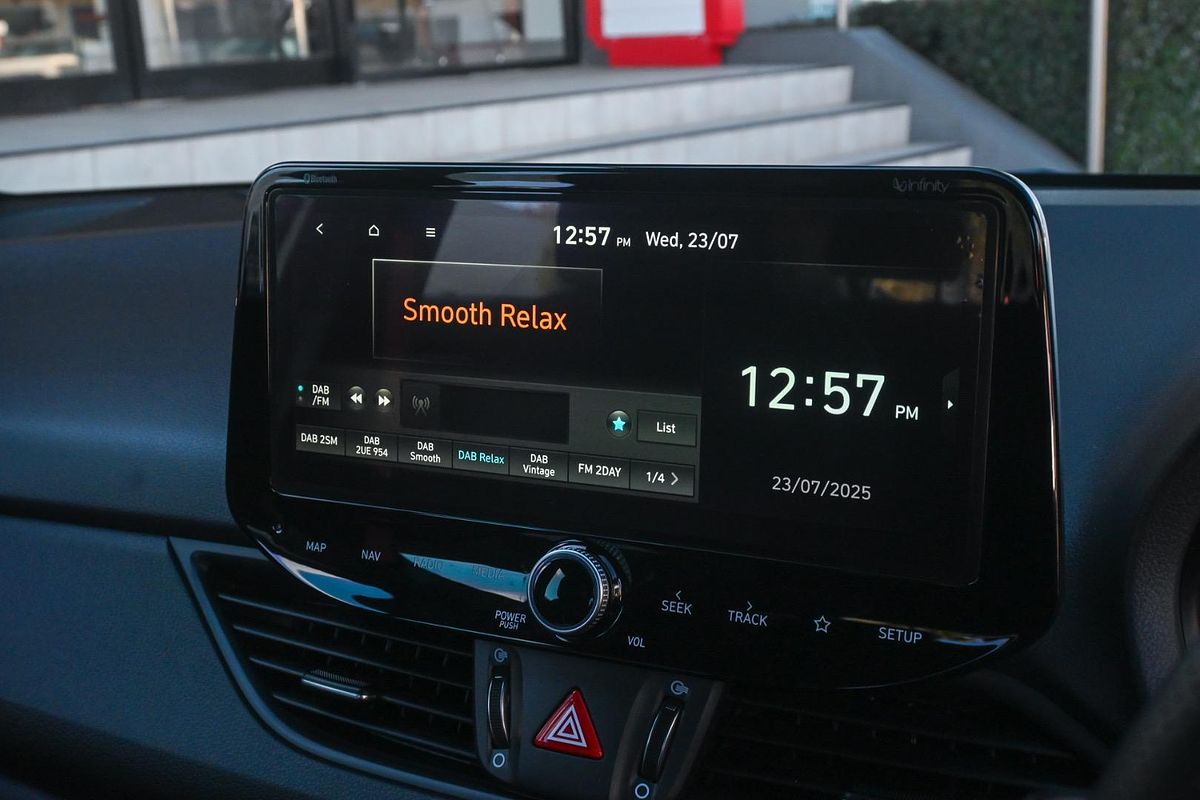 Bluetooth
infinity
12:57 PM Wed, 23/07
Smooth Relax
12:57 PM
23/07/2025
DAB
/FM
List
DAB 2SM
DAB
2UE 954
DAB
Smooth
DAB Relax
DAB
Vintage
FM 2DAY
1/4
MAP
NAV
RADIO
MEDIA
POWER
PUSH
VOL
SEEK
TRACK
SETUP